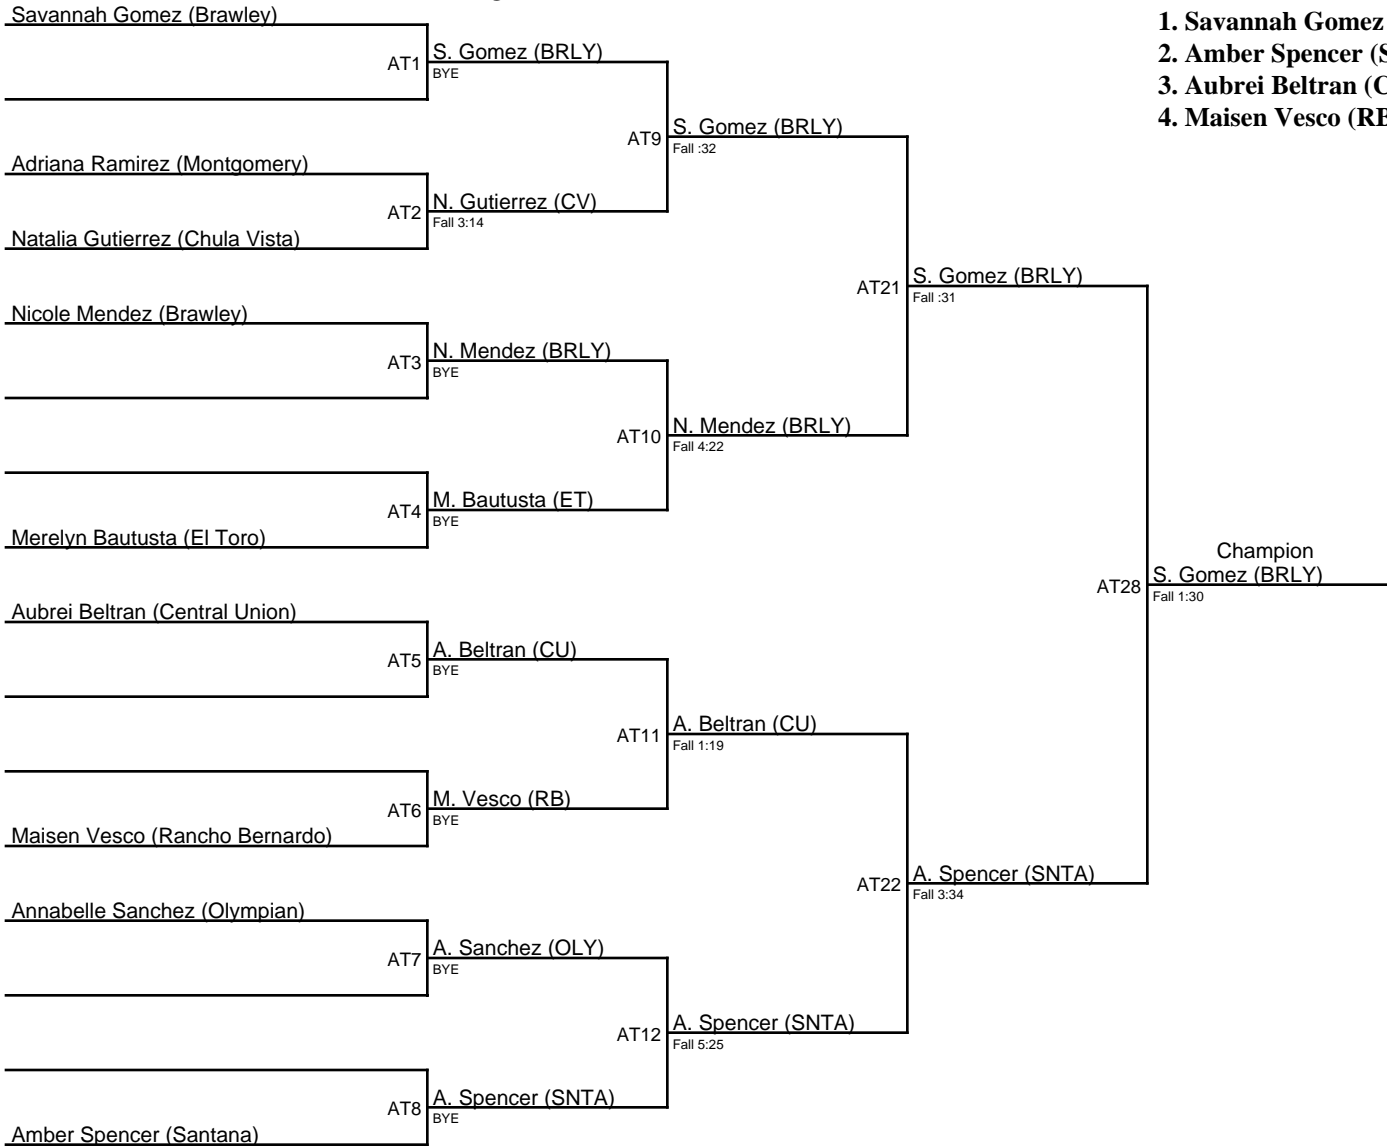 Savannah Gomez (Brawley)
AT1
S. Gomez (BRLY)
BYE
AT9
S. Gomez (BRLY)
Fall :32
Adriana Ramirez (Montgomery)
AT2
N. Gutierrez (CV)
Fall 3:14
Natalia Gutierrez (Chula Vista)
AT21
S. Gomez (BRLY)
Fall :31
Nicole Mendez (Brawley)
AT3
N. Mendez (BRLY)
BYE
AT10
N. Mendez (BRLY)
Fall 4:22
AT4
M. Bautusta (ET)
BYE
Merelyn Bautusta (El Toro)
Champion
AT28
S. Gomez (BRLY)
Fall 1:30
Aubrei Beltran (Central Union)
AT5
A. Beltran (CU)
BYE
AT11
A. Beltran (CU)
Fall 1:19
AT6
M. Vesco (RB)
BYE
Maisen Vesco (Rancho Bernardo)
AT22
A. Spencer (SNTA)
Fall 3:34
Annabelle Sanchez (Olympian)
AT7
A. Sanchez (OLY)
BYE
AT12
A. Spencer (SNTA)
Fall 5:25
AT8
A. Spencer (SNTA)
BYE
Amber Spencer (Santana)
1. Savannah Gomez
2. Amber Spencer (S
3. Aubrei Beltran (C
4. Maisen Vesco (RB